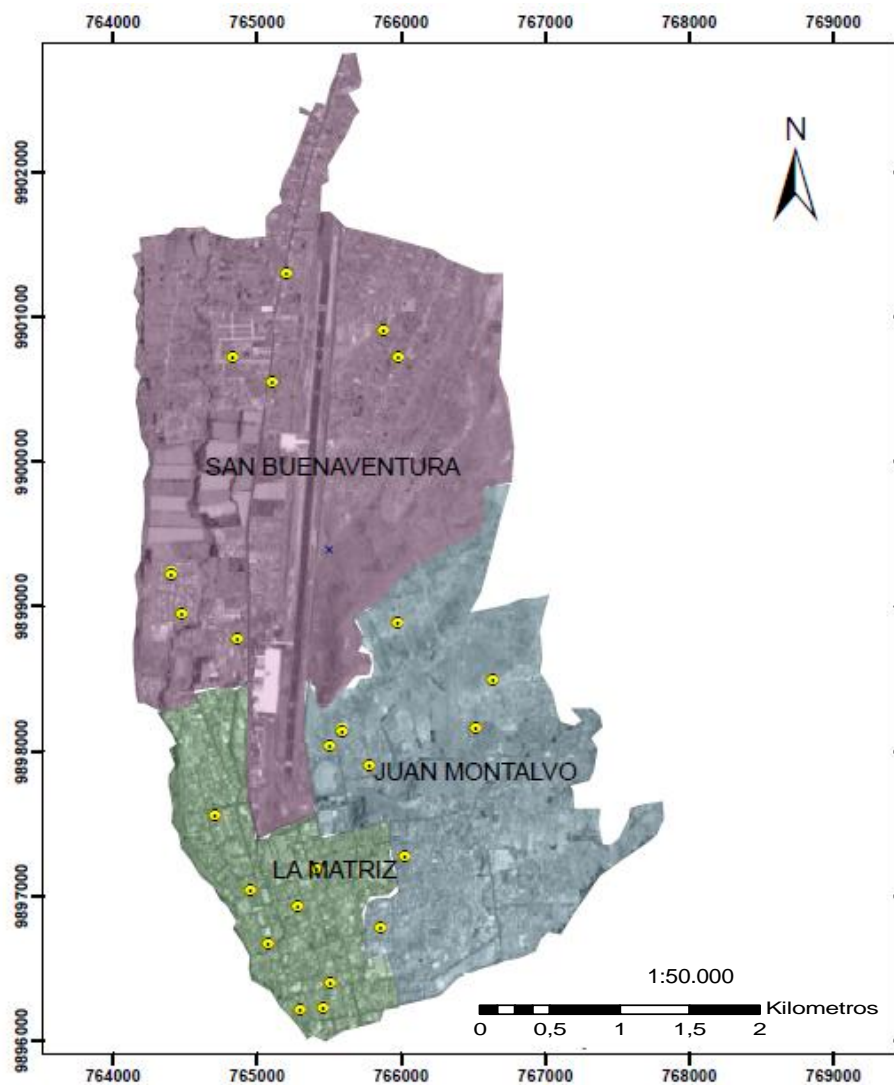 764000 765000 766000 767000 768000 769000
N
9902000
9901000
9900000
SAN BUENAVENTURA
9899000
9898000
JUAN MONTALVO
LA MATRIZ
9897000
1:50.000
Kilometros
0 0,5 1 1,5 2
9896000
764000 765000 766000 767000 768000 769000